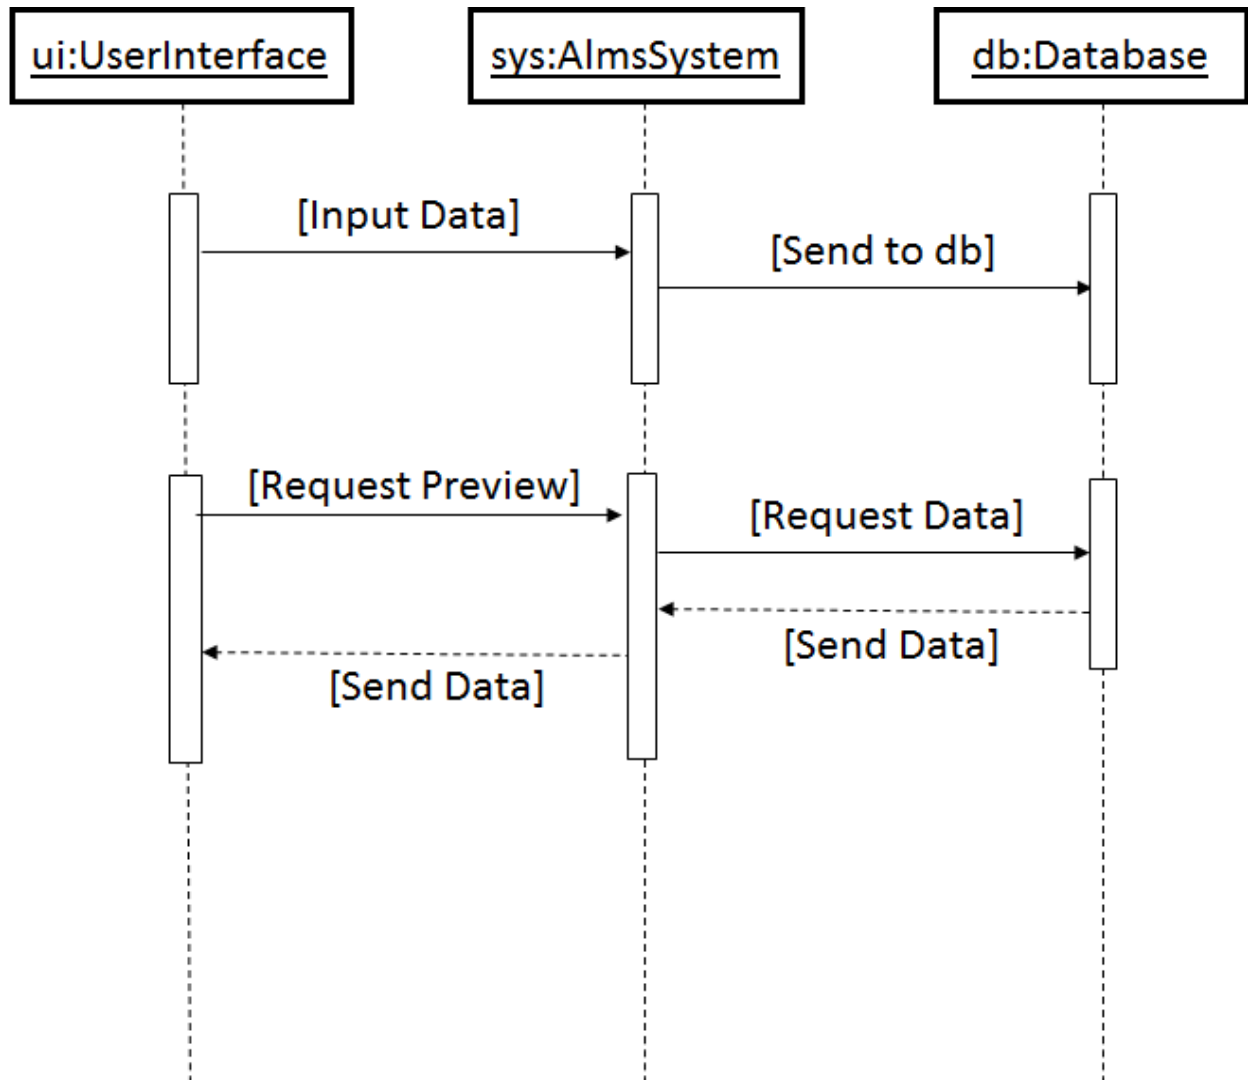 ui:UserInterface
sys:AlmsSystem
db:Database
[Input Data]
[Send to db]
[Request Preview]
[Request Data]
[Send Data]
[Send Data]